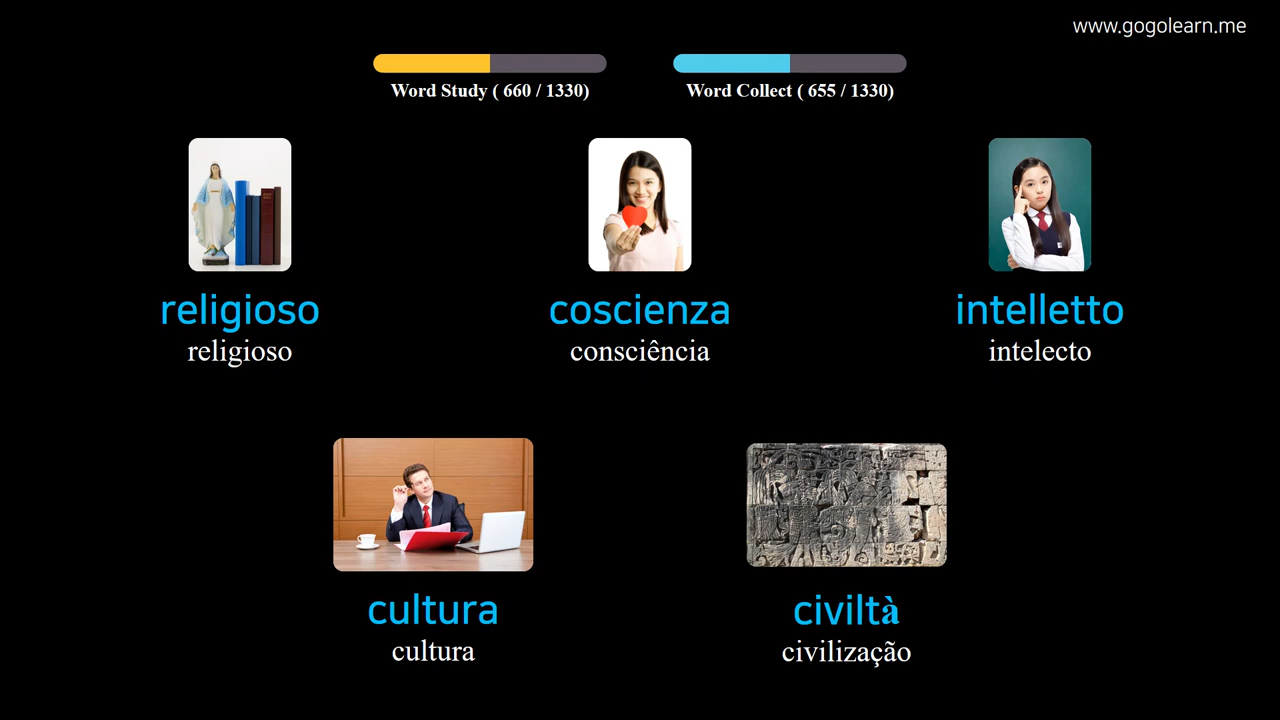 www.gogolearn.me
Word Study ( 660 / 1330)
Word Collect ( 655 / 1330)
religioso
religioso
coscienza
consciência
intelletto
intelecto
cultura
cultura
civiltà
civilização